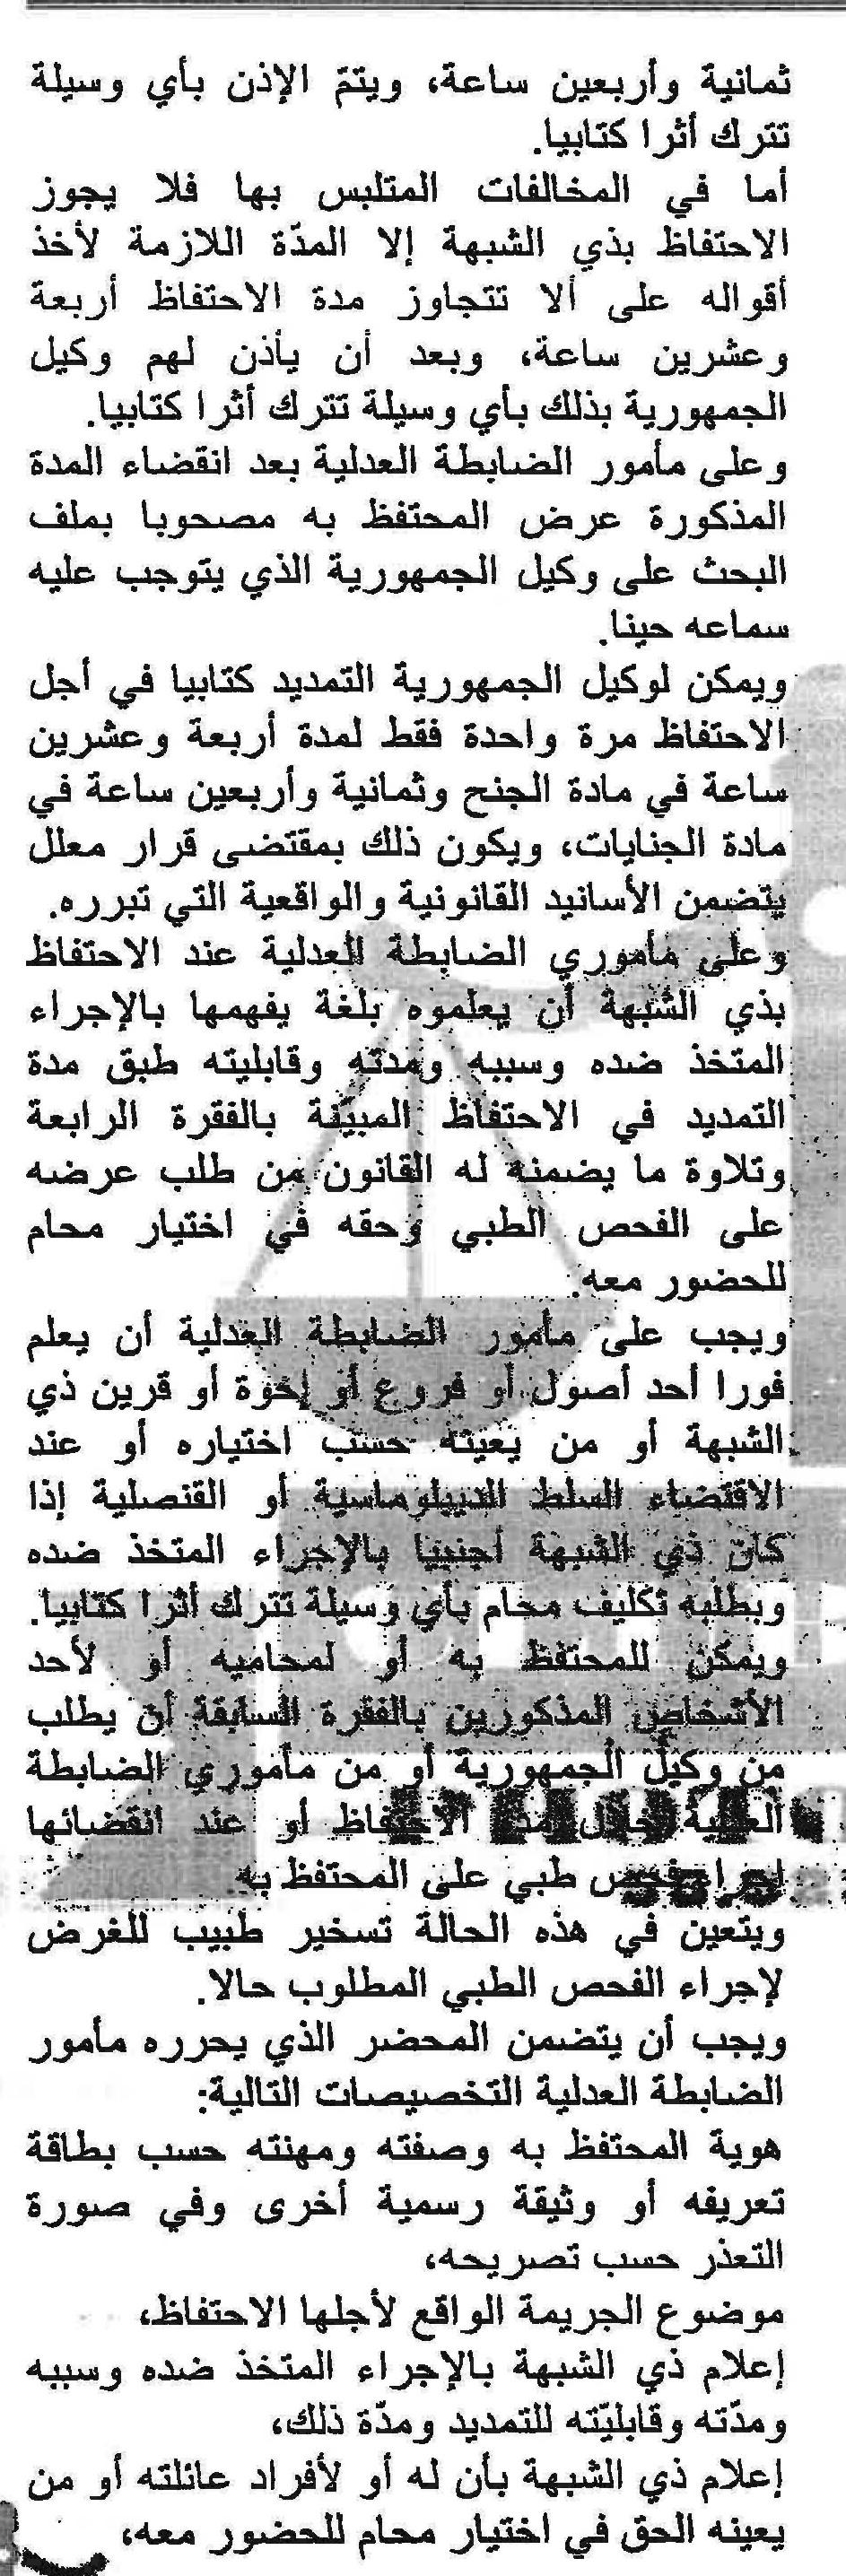 ثمانية وأربعين ساعة، ويتمّ الإذن بأي وسيلة
تترك أثرا كتابيا.
أما في المخالفات المتلبس بها فلا يجوز
الاحتفاظ بذي الشبهة إلا المدّة اللازمة لأخذ
أقواله على ألا تتجاوز مدة الاحتفاظ أربعة
وعشرين ساعة، وبعد أن يأذن لهم وكيل
الجمهورية بذلك بأي وسيلة تترك أثرا كتابيا.
وعلى مأمور الضابطة العدلية بعد انقضاء المدة
المذكورة عرض المحتفظ به مصحوبا بملف
البحث على وكيل الجمهورية الذي يتوجب عليه
سماعه حينا.
ويمكن لوكيل الجمهورية التمديد كتابيا في أجل
الاحتفاظ مرة واحدة فقط لمدة أربعة وعشرين
ساعة في مادة الجنح وثمانية وأربعين ساعة في
مادة الجنايات، ويكون ذلك بمقتضى قرار معلل
يتضمن الأسانيد القانونية والواقعية التي تبرره.
وعلى مأموري الضابطة العدلية عند الاحتفاظ
بذي الشبهة أن يعلموه بلغة يفهمها بالإجراء
المتخذ ضده وسببه ومدته وقابليته طبق مدة
التمديد في الاحتفاظ المبيّنة بالفقرة الرابعة
وتلاوة ما يضمنه له القانون من طلب عرضه
على الفحص الطبي وحقه في اختيار محام
للحضور معه.
ويجب على مأمور الضابطة العدلية أن يعلم
فورا أحد أصول أو فروع أو إخوة أو قرين ذي
الشبهة أو من يعينه حسب اختياره أو عند
الاقتضاء السلط الديبلوماسية أو القنصلية إذا
كان ذي الشبهة أجنبيا بالإجراء المتخذ ضده
وبطلبه تكليف محام بأي وسيلة تترك أثرا كتابيا.
ويمكن للمحتفظ به أو لمحاميه أو لأحد
الأشخاص المذكورين بالفقرة السابقة أن يطلب
من وكيل الجمهورية أو من مأموري الضابطة
العدلية خلال مدة الاحتفاظ أو عند انقضائها
إجراء فحص طبي على المحتفظ به.
ويتعين في هذه الحالة تسخير طبيب للغرض
لإجراء الفحص الطبي المطلوب حالا.
ويجب أن يتضمن المحضر الذي يحرره مأمور
الضابطة العدلية التخصيصات التالية:
هوية المحتفظ به وصفته ومهنته حسب بطاقة
تعريفه أو وثيقة رسمية أخرى وفي صورة
التعذر حسب تصريحه،
موضوع الجريمة الواقع لأجلها الاحتفاظ،
إعلام ذي الشبهة بالإجراء المتخذ ضده وسببه
ومدّته وقابليّته للتمديد ومدّة ذلك،
إعلام ذي الشبهة بأن له أو لأفراد عائلته أو من
يعينه الحق في اختيار محام للحضور معه،